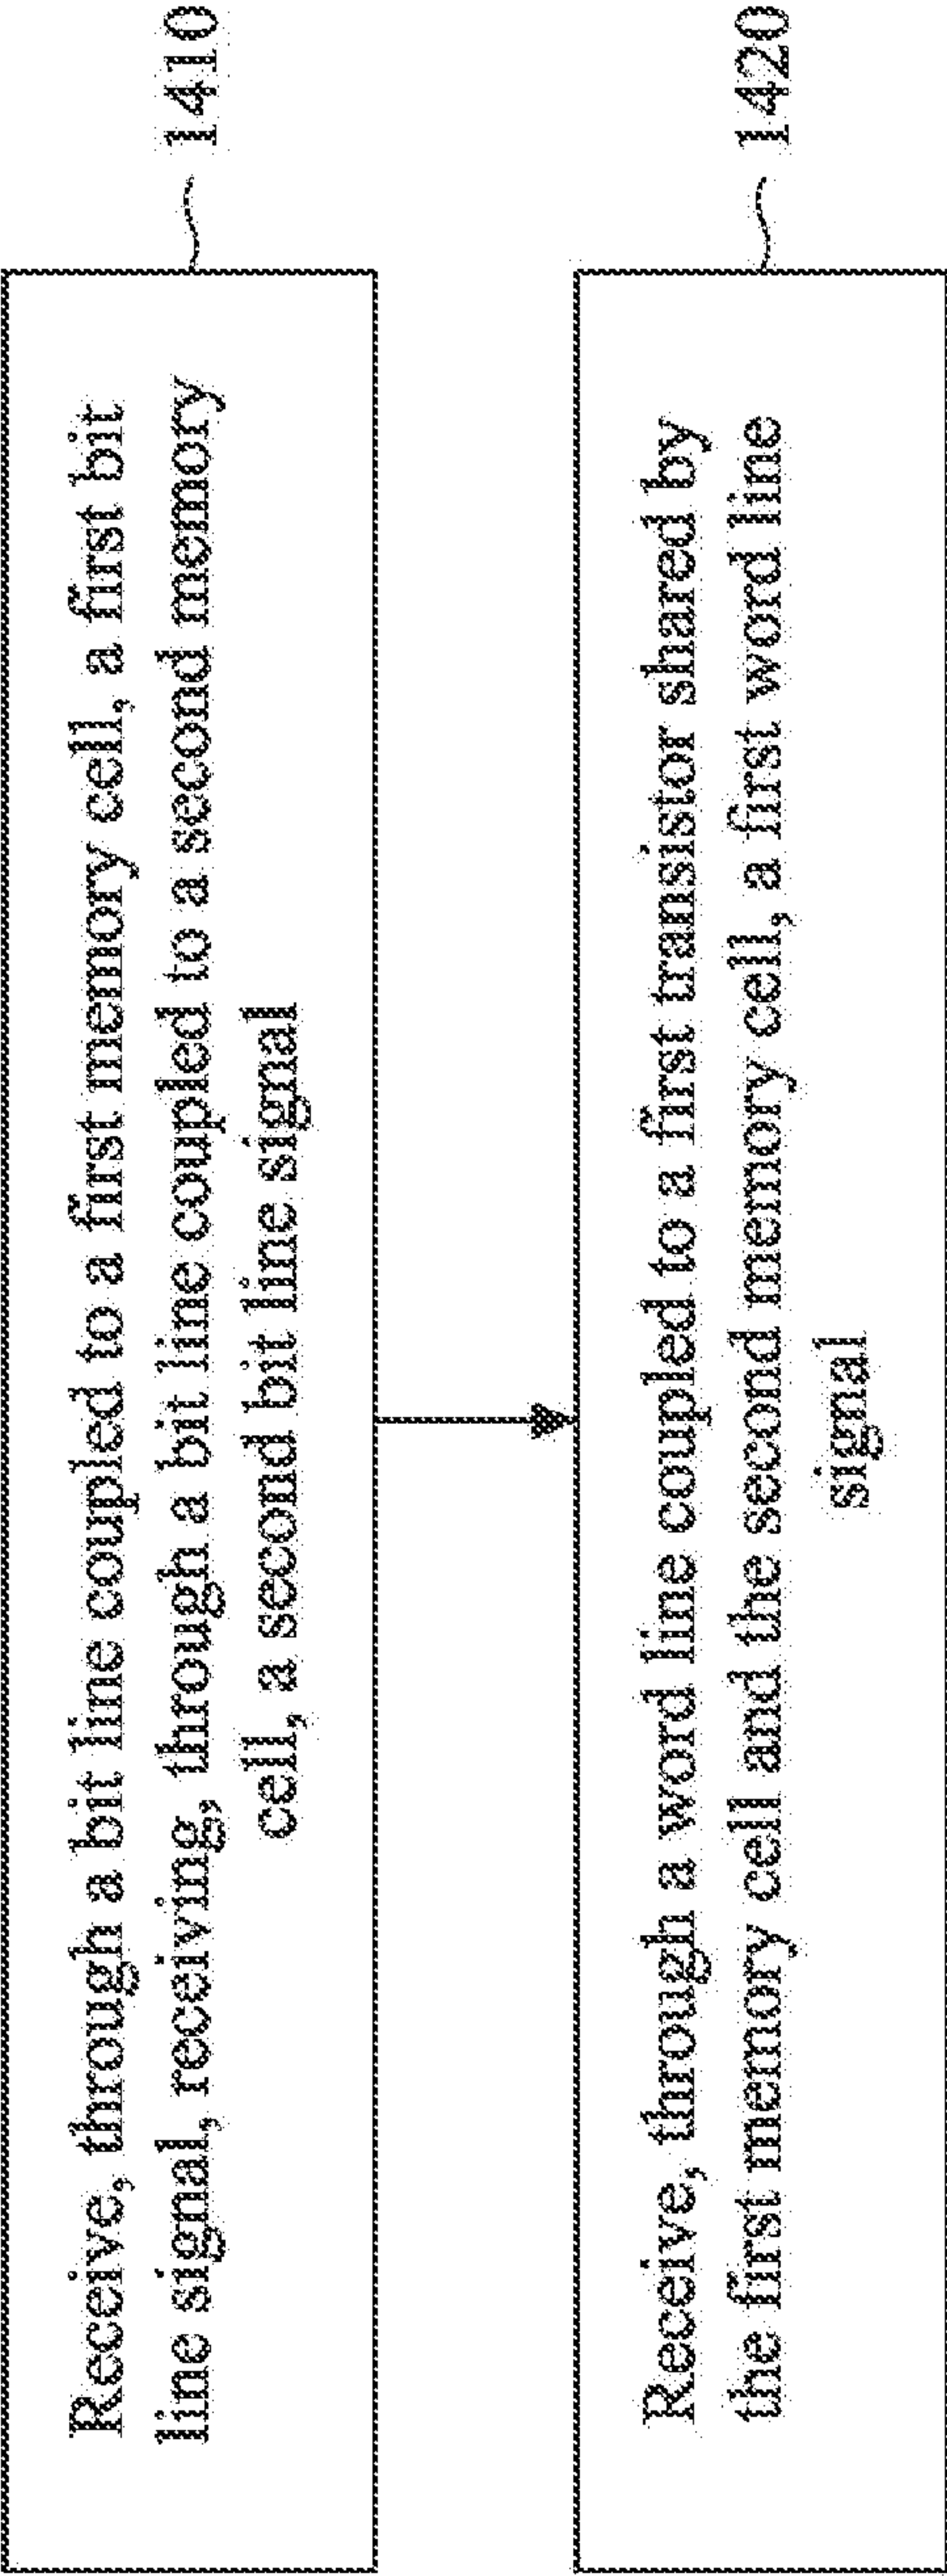 Receive, through a bit line coupled to a first memory cell, a first bit
line signal, receiving, through a bit line coupled to a second memory
cell, a second bit line signal
1410
Receive, through a word line coupled to a first transistor shared by
the first memory cell and the second memory cell, a first word line
signal
1420